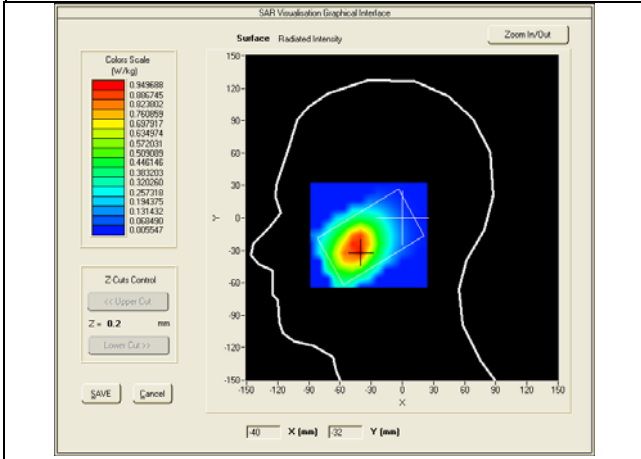 SAR Visualisation Graphical Interface
Surface Radiated Intensity
Zoom In/Out
Colors Scale
(W/kg)
0.949688
0.886745
0.823802
0.760859
0.697917
0.634974
0.572031
0.509089
0.446146
0.383203
0.320260
0.257318
0.194375
0.131432
0.068490
0.005547
Z-Cuts Control
<< Upper Cut
Z = 0.2 mm
Lower Cut >>
SAVE Cancel
150-
120-
90-
60-
30-
0-
-30-
-60-
-90-
-120-
-150-
Y
-150 -120 -90 -60 -30 0 30 60 90 120 150
X
-40 X (mm) -32 Y (mm)